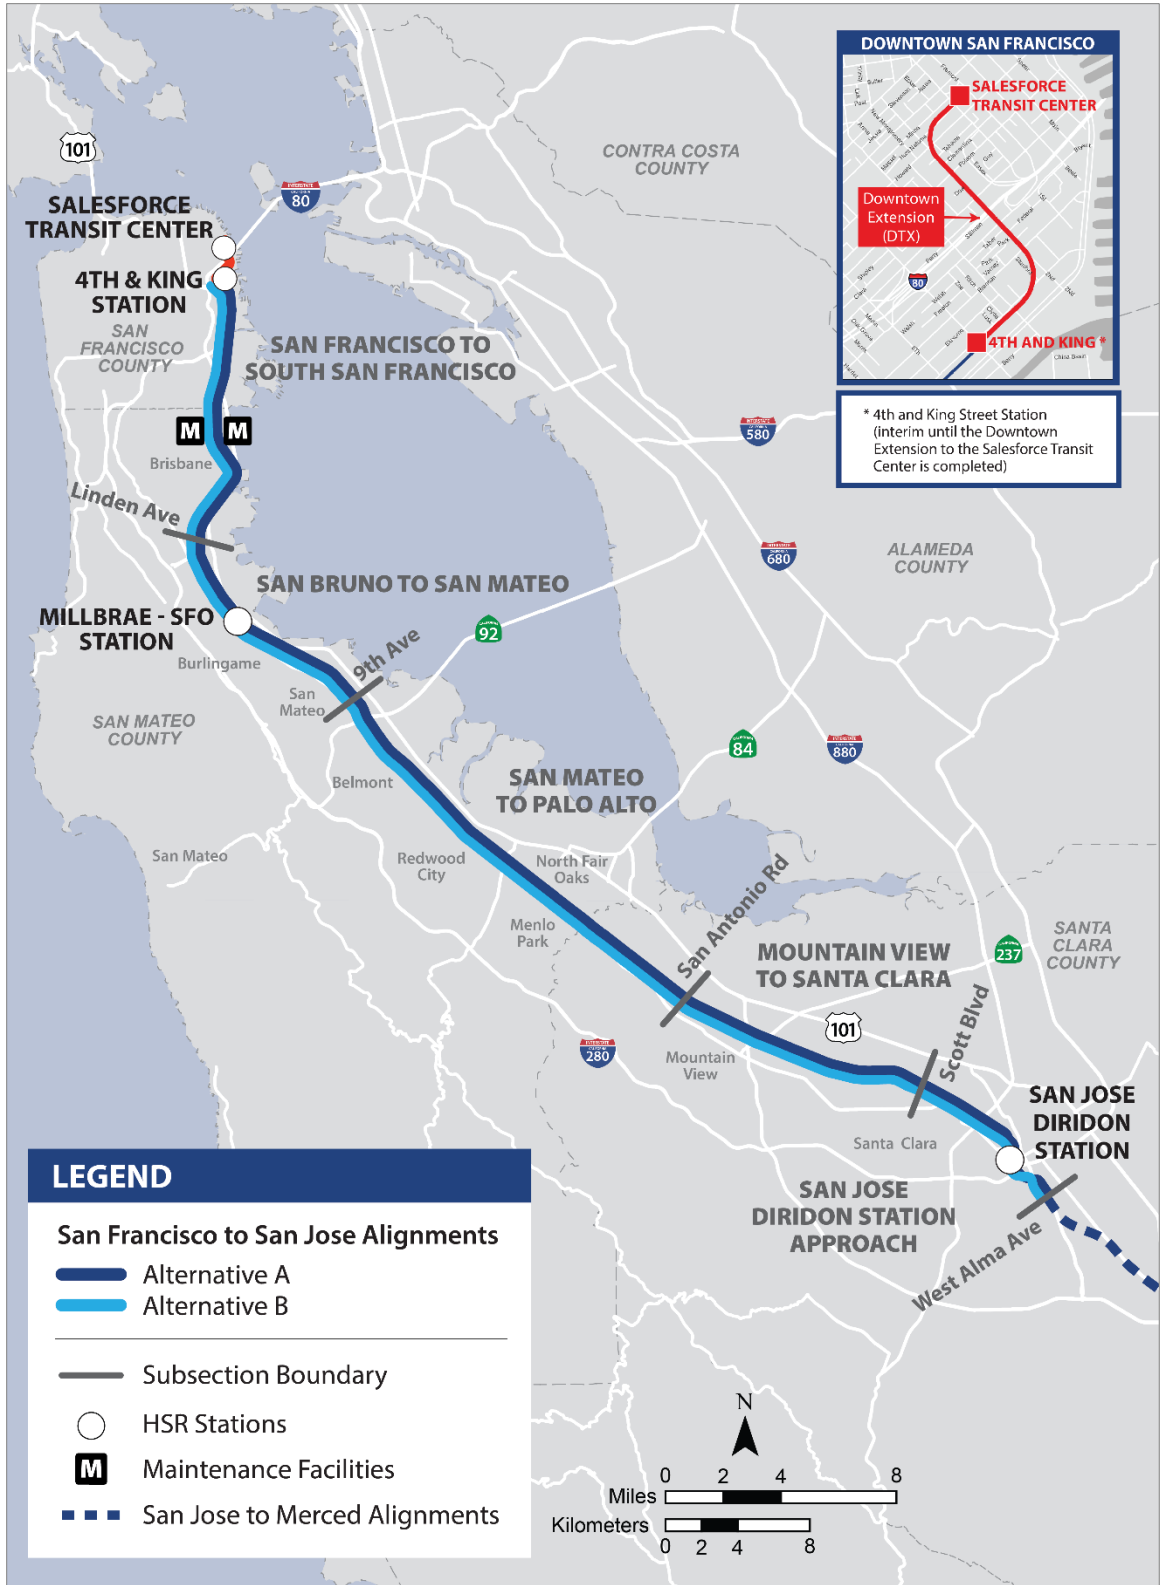 DOWNTOWN SAN FRANCISCO
SALESFORCE
TRANSIT CENTER
Downtown
Extension
(DTX)
80
4TH AND KING *
China Basin
* 4th and King Street Station
(interim until the Downtown
Extension to the Salesforce Transit
Center is completed)
101
INTERSTATE
CALIFORNIA
80
CONTRA COSTA
COUNTY
SALESFORCE
TRANSIT CENTER
4TH & KING
STATION
SAN
FRANCISCO
COUNTY
SAN FRANCISCO TO
SOUTH SAN FRANCISCO
M
M
Brisbane
580
Linden Ave
680
ALAMEDA
COUNTY
SAN BRUNO TO SAN MATEO
MILLBRAE - SFO
STATION
92
9th Ave
Burlingame
San
Mateo
SAN MATEO
COUNTY
84
880
Belmont
SAN MATEO
TO PALO ALTO
San Mateo
Redwood
City
North Fair
Oaks
San Antonio Rd
Menlo
Park
MOUNTAIN VIEW
TO SANTA CLARA
237
SANTA
CLARA
COUNTY
101
Scott Blvd
280
Mountain
View
SAN JOSE
DIRIDON
STATION
Santa Clara
SAN JOSE
DIRIDON STATION
APPROACH
West Alma Ave
LEGEND
San Francisco to San Jose Alignments
Alternative A
Alternative B
Subsection Boundary
HSR Stations
M
Maintenance Facilities
San Jose to Merced Alignments
N
0 2 4 8
Miles
Kilometers
0 2 4 8